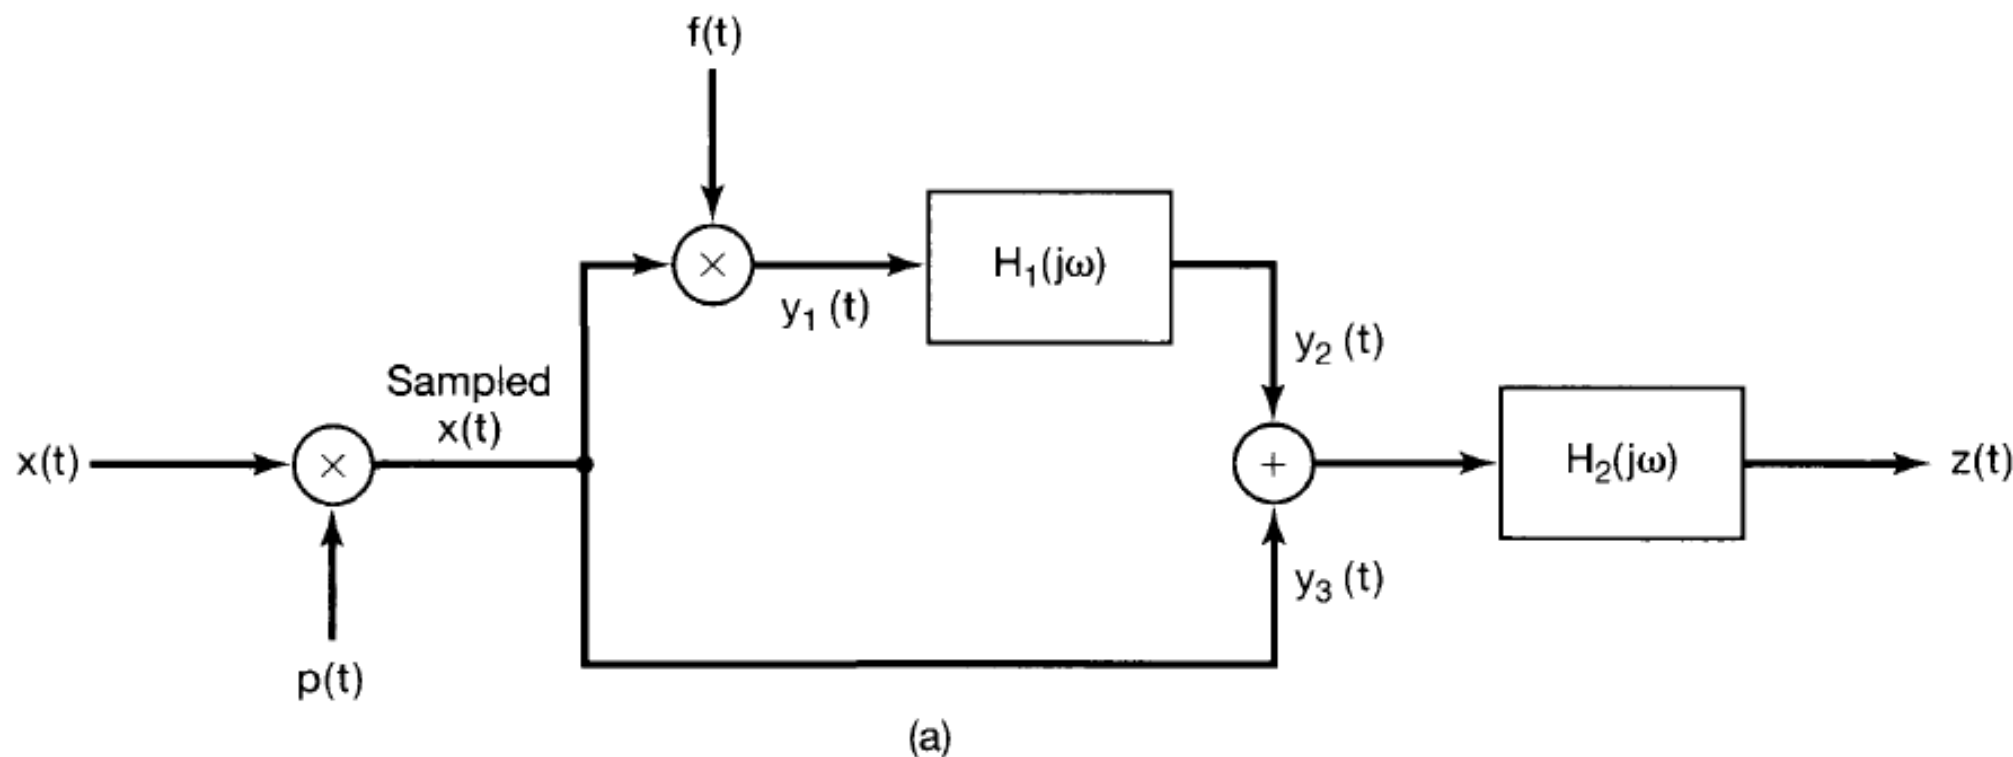 f(t)
×
H₁(jω)
y₁ (t)
y₂ (t)
Sampled
x(t)
x(t)
×
+
H₂(jω)
z(t)
y₃ (t)
p(t)
(a)